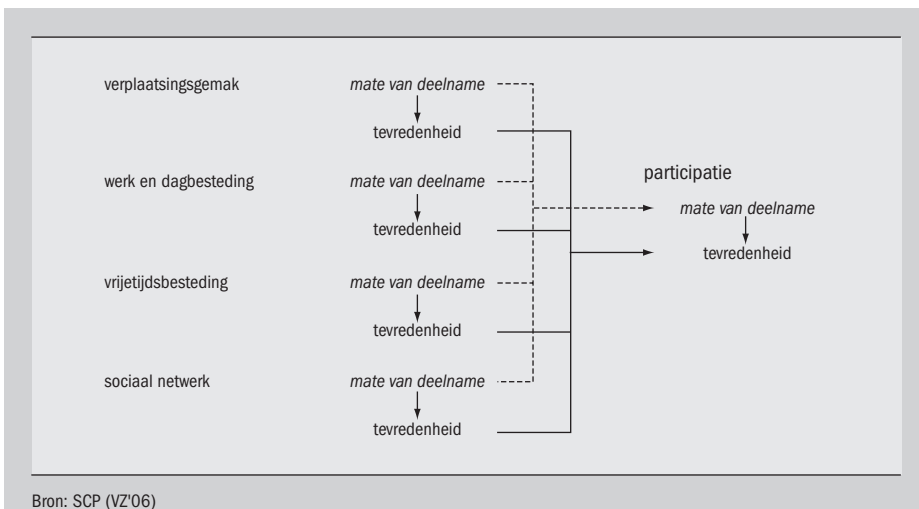 verplaatsingsgemak
mate van deelname
tevredenheid
werk en dagbesteding
mate van deelname
tevredenheid
vrijetijdsbesteding
mate van deelname
tevredenheid
sociaal netwerk
mate van deelname
tevredenheid
participatie
mate van deelname
tevredenheid
Bron: SCP (VZ'06)